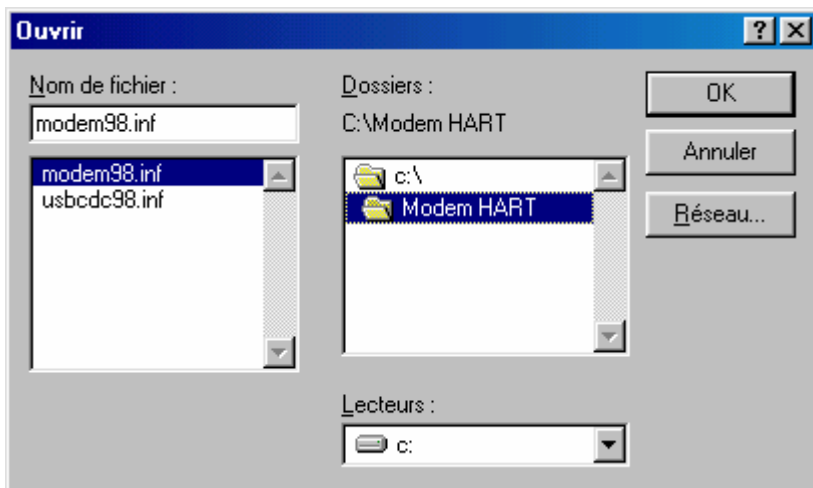 Ouvrir
Nom de fichier :
modem98.inf
modem98.inf
usbcdc98.inf
Dossiers :
C:\Modem HART
c:\
Modem HART
Lecteurs :
c:
OK
Annuler
Réseau...